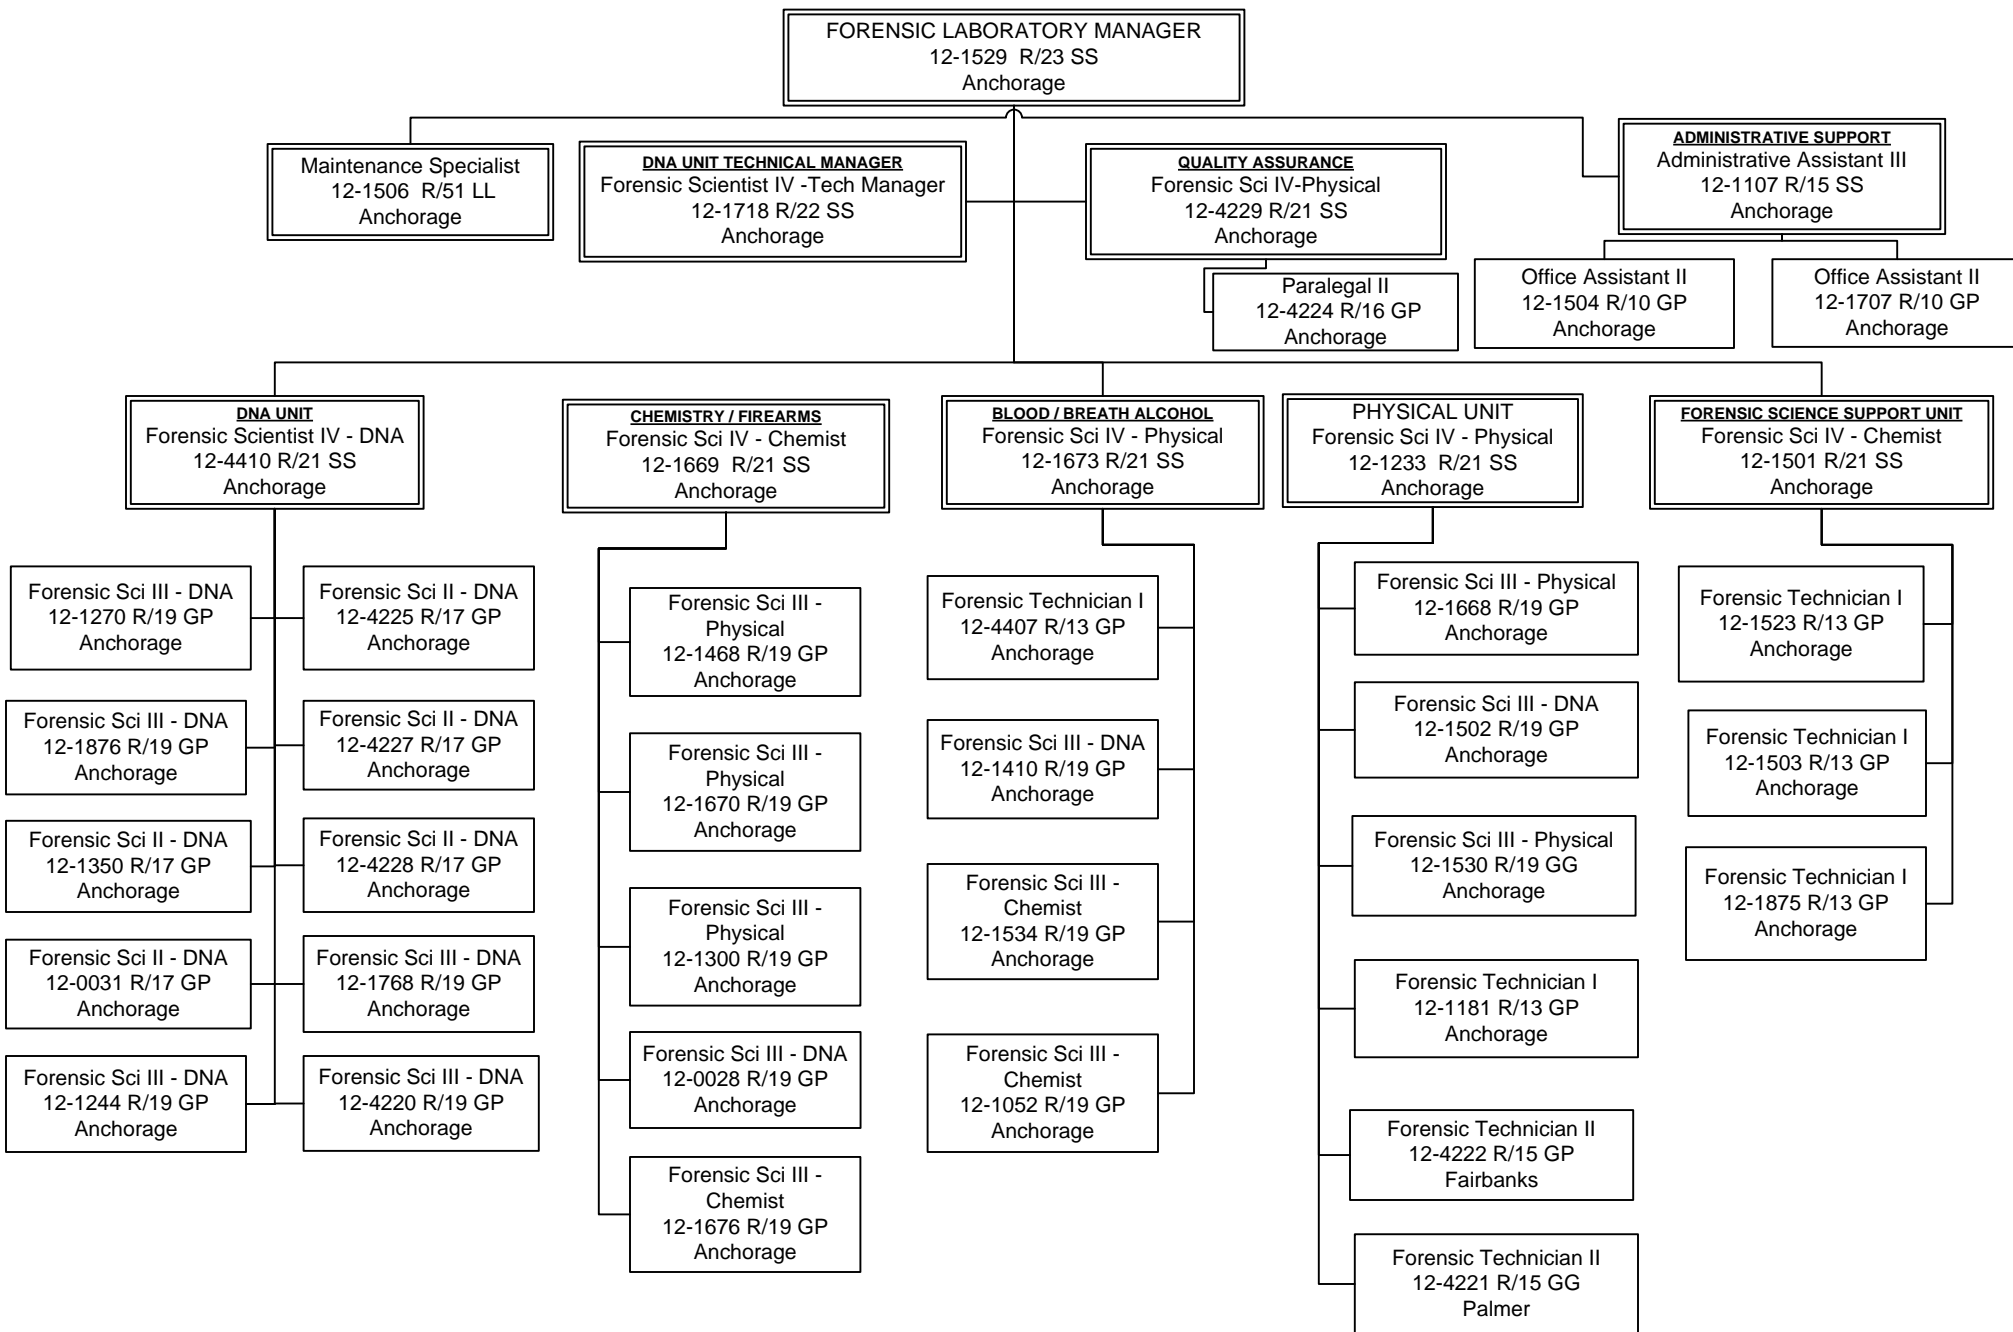 FORENSIC LABORATORY MANAGER
12-1529  R/23 SS
Anchorage
Maintenance Specialist
12-1506  R/51 LL
Anchorage
DNA UNIT TECHNICAL MANAGER
Forensic Scientist IV -Tech Manager
12-1718 R/22 SS
Anchorage
QUALITY ASSURANCE
Forensic Sci IV-Physical
12-4229 R/21 SS
Anchorage
ADMINISTRATIVE SUPPORT
Administrative Assistant III
12-1107 R/15 SS
Anchorage
Paralegal II
12-4224 R/16 GP
Anchorage
Office Assistant II
12-1504 R/10 GP
Anchorage
Office Assistant II
12-1707 R/10 GP
Anchorage
DNA UNIT
Forensic Scientist IV - DNA
12-4410 R/21 SS
Anchorage
CHEMISTRY / FIREARMS
Forensic Sci IV - Chemist
12-1669  R/21 SS
Anchorage
BLOOD / BREATH ALCOHOL
Forensic Sci IV - Physical
12-1673 R/21 SS
Anchorage
PHYSICAL UNIT
Forensic Sci IV - Physical
12-1233  R/21 SS
Anchorage
FORENSIC SCIENCE SUPPORT UNIT
Forensic Sci IV - Chemist
12-1501 R/21 SS
Anchorage
Forensic Sci III - DNA
12-1270 R/19 GP
Anchorage
Forensic Sci II - DNA
12-4225 R/17 GP
Anchorage
Forensic Sci III - DNA
12-1876 R/19 GP
Anchorage
Forensic Sci II - DNA
12-4227 R/17 GP
Anchorage
Forensic Sci II - DNA
12-1350 R/17 GP
Anchorage
Forensic Sci II - DNA
12-4228 R/17 GP
Anchorage
Forensic Sci II - DNA
12-0031 R/17 GP
Anchorage
Forensic Sci III - DNA
12-1768 R/19 GP
Anchorage
Forensic Sci III - DNA
12-1244 R/19 GP
Anchorage
Forensic Sci III - DNA
12-4220 R/19 GP
Anchorage
Forensic Sci III -
Physical
12-1468 R/19 GP
Anchorage
Forensic Sci III -
Physical
12-1670 R/19 GP
Anchorage
Forensic Sci III -
Physical
12-1300 R/19 GP
Anchorage
Forensic Sci III - DNA
12-0028 R/19 GP
Anchorage
Forensic Sci III -
Chemist
12-1676 R/19 GP
Anchorage
Forensic Technician I
12-4407 R/13 GP
Anchorage
Forensic Sci III - DNA
12-1410 R/19 GP
Anchorage
Forensic Sci III -
Chemist
12-1534 R/19 GP
Anchorage
Forensic Sci III -
Chemist
12-1052 R/19 GP
Anchorage
Forensic Sci III - Physical
12-1668 R/19 GP
Anchorage
Forensic Sci III - DNA
12-1502 R/19 GP
Anchorage
Forensic Sci III - Physical
12-1530 R/19 GG
Anchorage
Forensic Technician I
12-1181 R/13 GP
Anchorage
Forensic Technician II
12-4222 R/15 GP
Fairbanks
Forensic Technician II
12-4221 R/15 GG
Palmer
Forensic Technician I
12-1523 R/13 GP
Anchorage
Forensic Technician I
12-1503 R/13 GP
Anchorage
Forensic Technician I
12-1875 R/13 GP
Anchorage